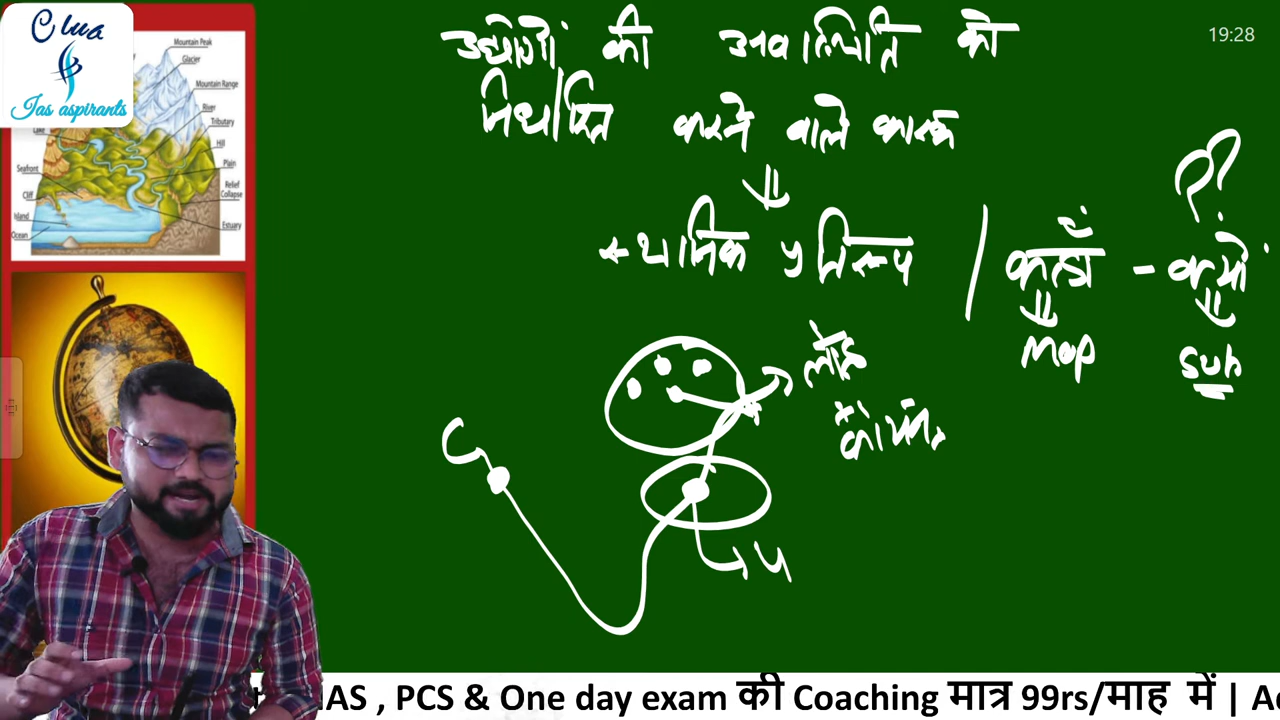 Clua
Ias aspirants
19:28
Mountain Peak
Glacier
Mountain Range
River
Tributary
Hill
Plain
Lake
Seafront
Cliff
Relief
Collapse
Island
Ocean
Estuary
उद्योगों की अवस्थिति को
निर्धारित करने वाले कारक
स्थानिक प्रतिरूप / कहाँ - क्यों
Map
लोह
कोयला
IAS , PCS & One day exam की Coaching मात्र 99rs/माह में |